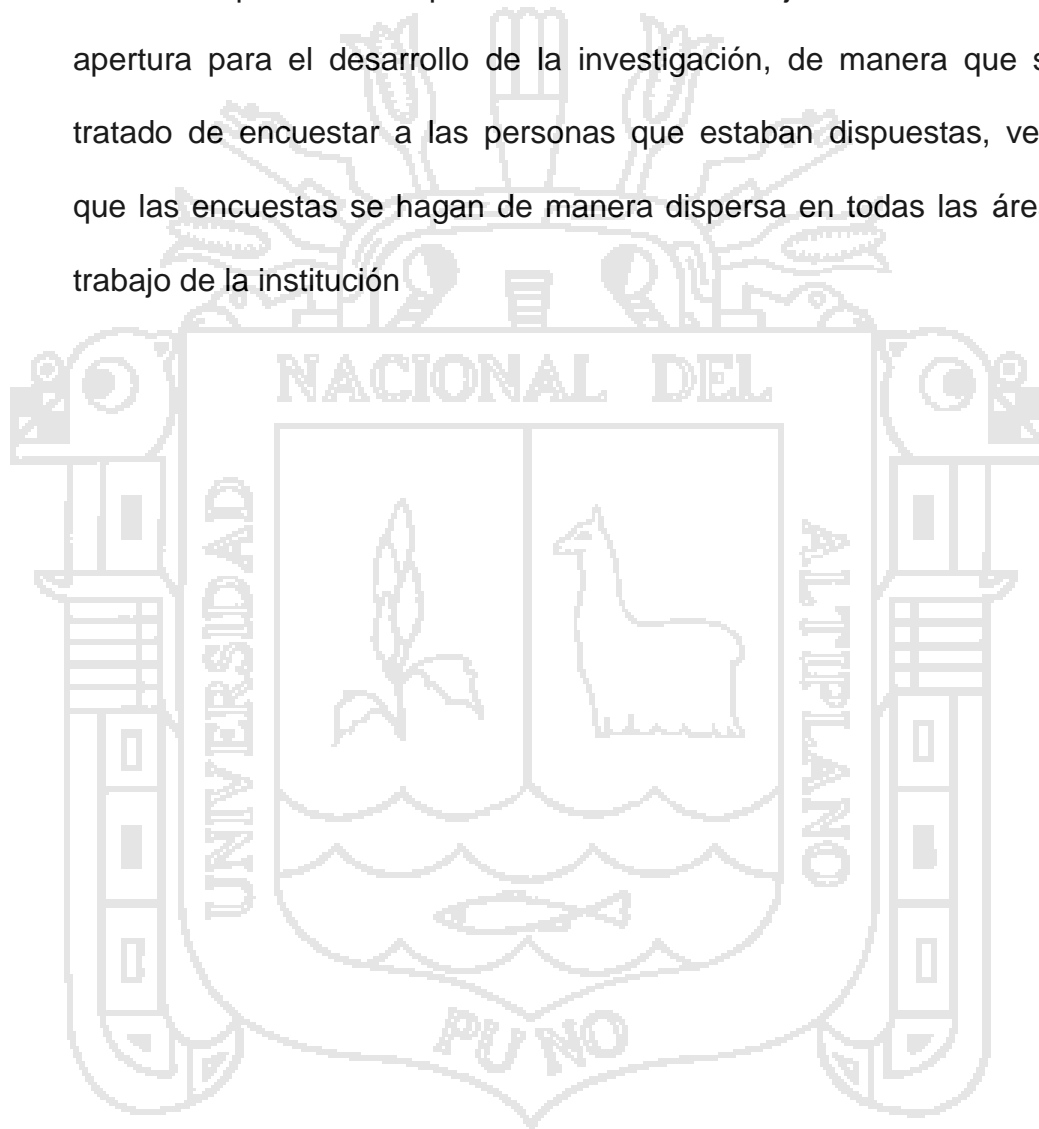 apertura para el desarrollo de la investigación, de manera que
tratado de encuestar a las personas que estaban dispuestas,
que las encuestas se hagan de manera dispersa en todas las
trabajo de la institución
NACIONAL DEL
UNIVERSIDAD
ALTIPLANO
PUNO